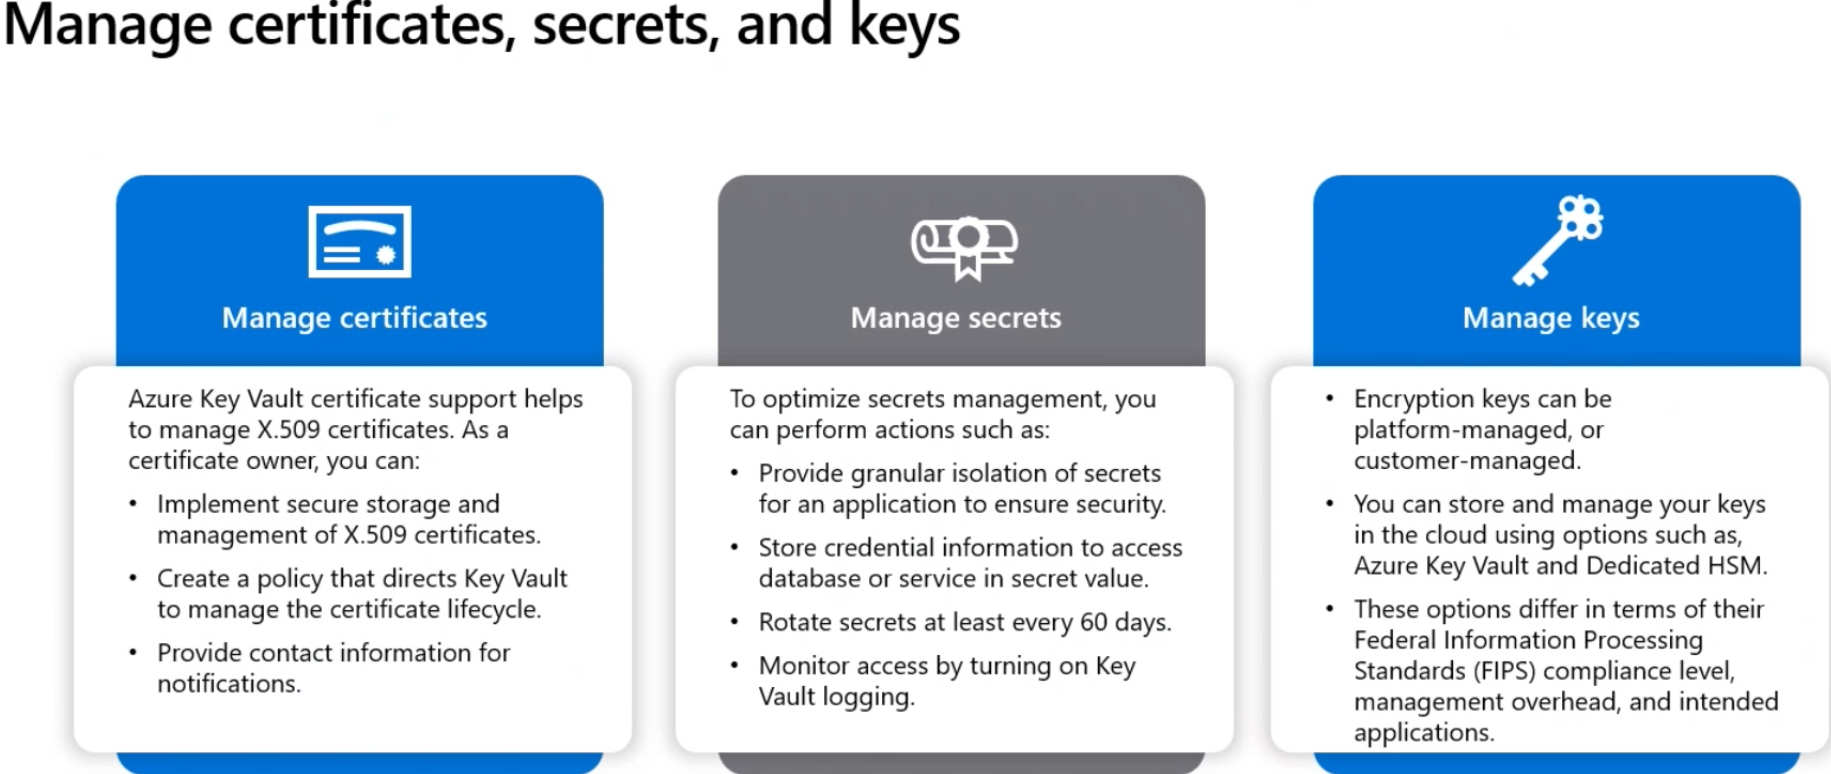 Manage certificates, secrets, and keys
Manage certificates
Azure Key Vault certificate support helps
to manage X.509 certificates. As a
certificate owner, you can:
• Implement secure storage and
management of X.509 certificates.
• Create a policy that directs Key Vault
to manage the certificate lifecycle.
• Provide contact information for
notifications.
Manage secrets
To optimize secrets management, you
can perform actions such as:
• Provide granular isolation of secrets
for an application to ensure security.
• Store credential information to access
database or service in secret value.
• Rotate secrets at least every 60 days.
• Monitor access by turning on Key
Vault logging.
Manage keys
• Encryption keys can be
platform-managed, or
customer-managed.
• You can store and manage your keys
in the cloud using options such as,
Azure Key Vault and Dedicated HSM.
• These options differ in terms of their
Federal Information Processing
Standards (FIPS) compliance level,
management overhead, and intended
applications.